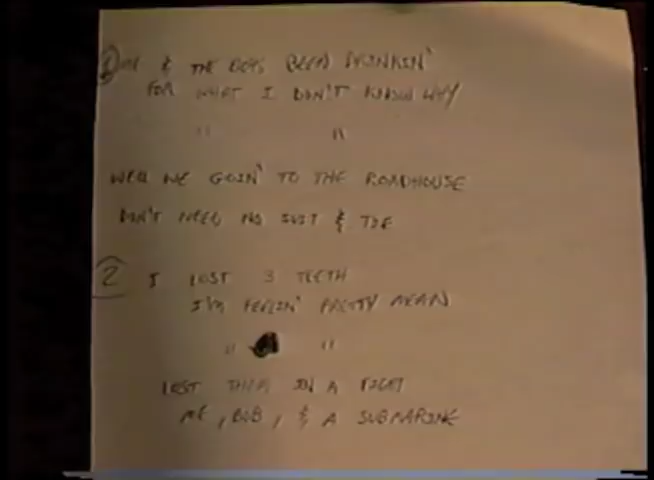 ① ME & THE BOYS BEEN DRINKIN'
FOR WHAT I DON'T KNOW WHY
" "
WELL WE GOIN' TO THE ROADHOUSE
DON'T NEED NO SUIT & TIE
② I LOST 3 TEETH
I'M FEELIN' PRETTY MEAN
" "
LOST THEM IN A FIGHT
ME, BOB, & A SUBMARINE